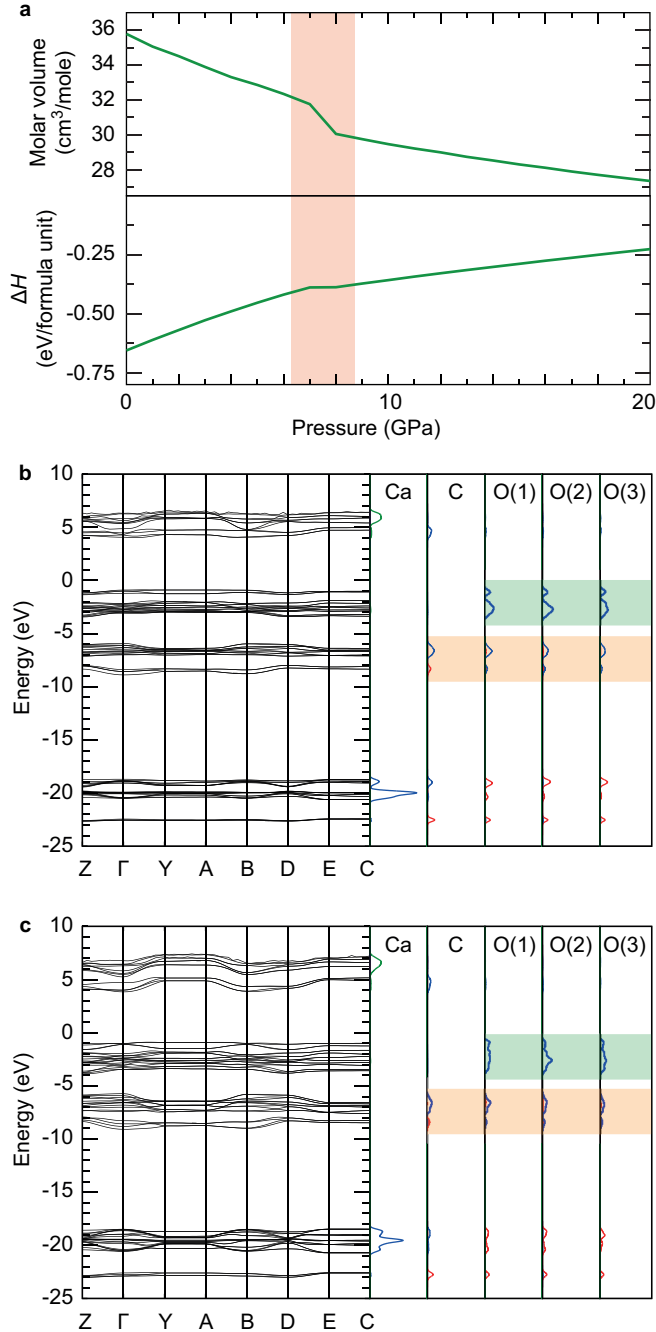 a
36
34
32
30
28
Molar volume
(cm³/mole)
-0.25
-0.50
-0.75
ΔH
(eV/formula unit)
0 10 20
Pressure (GPa)
b
10
5
0
-5
-10
-15
-20
-25
Energy (eV)
Ca C O(1) O(2) O(3)
Z Γ Y A B D E C
c
10
5
0
-5
-10
-15
-20
-25
Energy (eV)
Ca C O(1) O(2) O(3)
Z Γ Y A B D E C